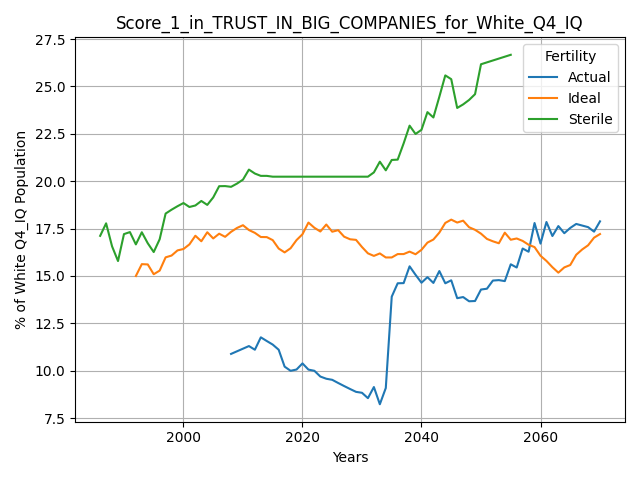 Score_1_in_TRUST_IN_BIG_COMPANIES_for_White_Q4_IQ
27.5
25.0
22.5
20.0
17.5
15.0
12.5
10.0
7.5
% of White Q4_IQ Population
Fertility
Actual
Ideal
Sterile
2000
2020
2040
2060
Years